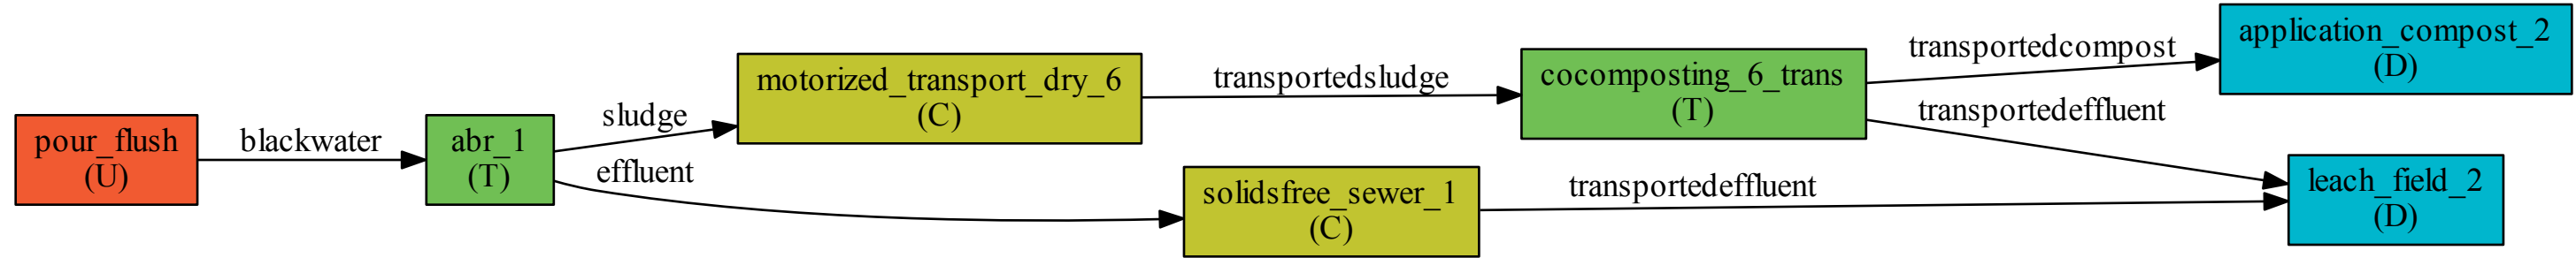 pour_flush
(U)
blackwater
abr_1
(T)
sludge
effluent
motorized_transport_dry_6
(C)
transportedsludge
solidsfree_sewer_1
(C)
transportedeffluent
cocomposting_6_trans
(T)
transportedcompost
transportedeffluent
application_compost_2
(D)
leach_field_2
(D)